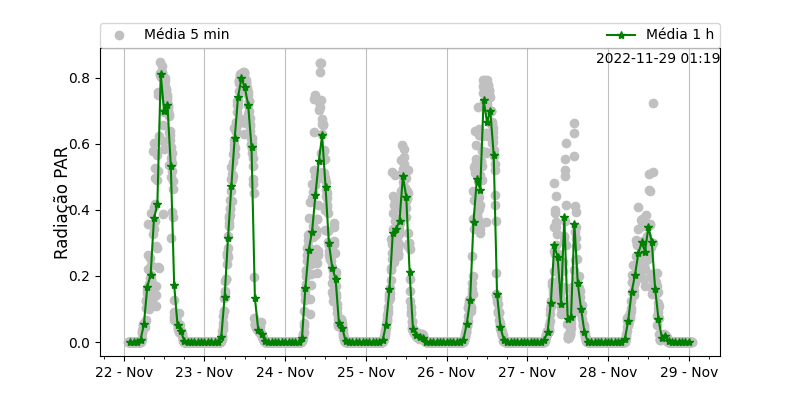 Média 5 min
Média 1 h
2022-11-29 01:19
Radiação PAR
0.8
0.6
0.4
0.2
0.0
22 - Nov
23 - Nov
24 - Nov
25 - Nov
26 - Nov
27 - Nov
28 - Nov
29 - Nov